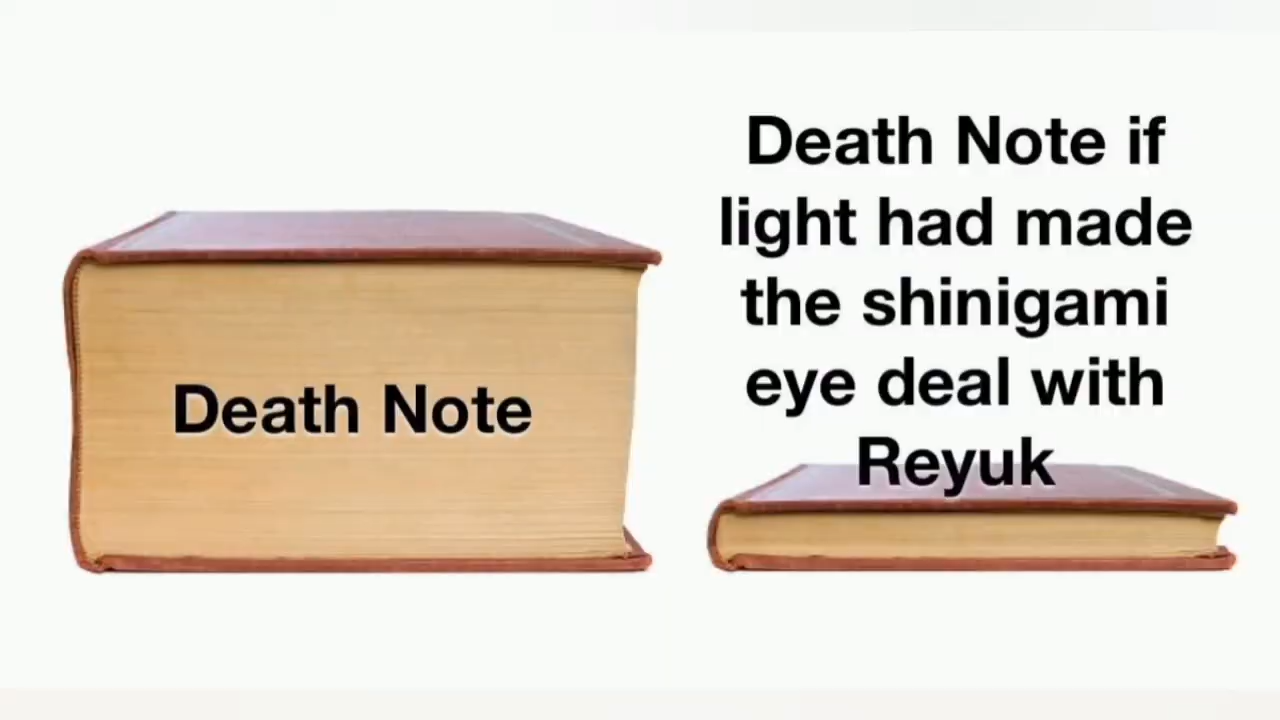 Death Note
Death Note if
light had made
the shinigami
eye deal with
Reyuk